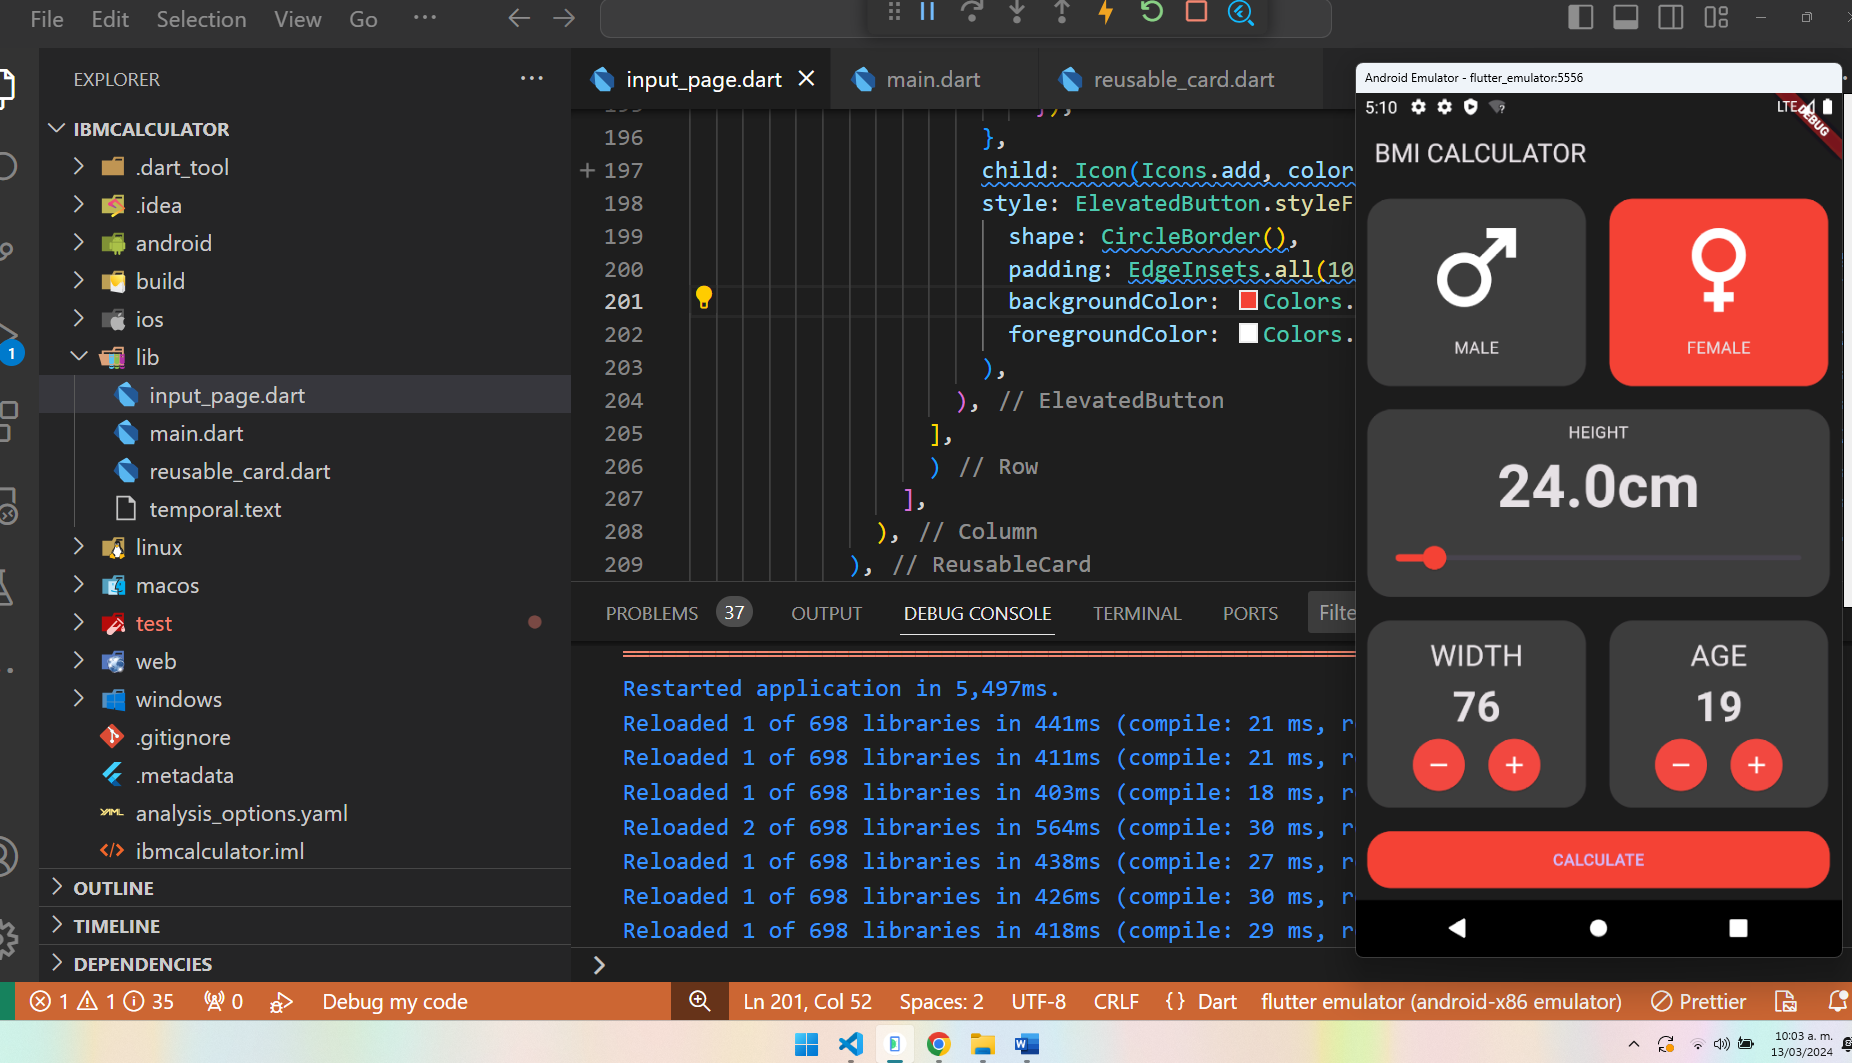 File Edit Selection View Go ···
EXPLORER ···
IBMCALCULATOR
.dart_tool
.idea
android
build
ios
lib
input_page.dart
main.dart
reusable_card.dart
temporal.text
linux
macos
test
web
windows
.gitignore
.metadata
analysis_options.yaml
ibmcalculator.iml
OUTLINE
TIMELINE
DEPENDENCIES
1
input_page.dart main.dart reusable_card.dart
195 });
196 },
197 child: Icon(Icons.add, color
198 style: ElevatedButton.styleF
199 shape: CircleBorder(),
200 padding: EdgeInsets.all(10
201 backgroundColor: Colors.
202 foregroundColor: Colors.
203 ),
204 ), // ElevatedButton
205 ],
206 ) // Row
207 ],
208 ), // Column
209 ), // ReusableCard
PROBLEMS 37 OUTPUT DEBUG CONSOLE TERMINAL PORTS Filte
Restarted application in 5,497ms.
Reloaded 1 of 698 libraries in 441ms (compile: 21 ms, r
Reloaded 1 of 698 libraries in 411ms (compile: 21 ms, r
Reloaded 1 of 698 libraries in 403ms (compile: 18 ms, r
Reloaded 2 of 698 libraries in 564ms (compile: 30 ms, r
Reloaded 1 of 698 libraries in 438ms (compile: 27 ms, r
Reloaded 1 of 698 libraries in 426ms (compile: 30 ms, r
Reloaded 1 of 698 libraries in 418ms (compile: 29 ms, r
Android Emulator - flutter_emulator:5556
5:10 LTE
DEBUG
BMI CALCULATOR
MALE FEMALE
HEIGHT
24.0cm
WIDTH AGE
76 19
CALCULATE
1 1 35 0 Debug my code Ln 201, Col 52 Spaces: 2 UTF-8 CRLF {} Dart flutter emulator (android-x86 emulator) Prettier
10:03 a. m.
13/03/2024